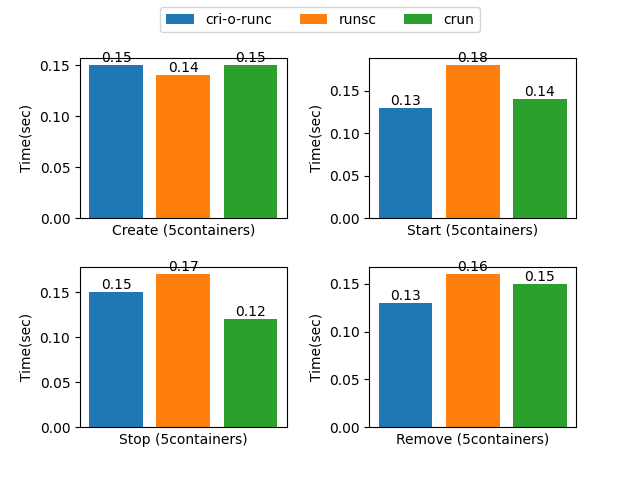 cri-o-runc runsc crun
0.15 0.14 0.15
0.15
0.10
0.05
0.00
Time(sec)
Create (5containers)
0.13 0.18 0.14
0.15
0.10
0.05
0.00
Time(sec)
Start (5containers)
0.15 0.17 0.12
0.15
0.10
0.05
0.00
Time(sec)
Stop (5containers)
0.13 0.16 0.15
0.15
0.10
0.05
0.00
Time(sec)
Remove (5containers)